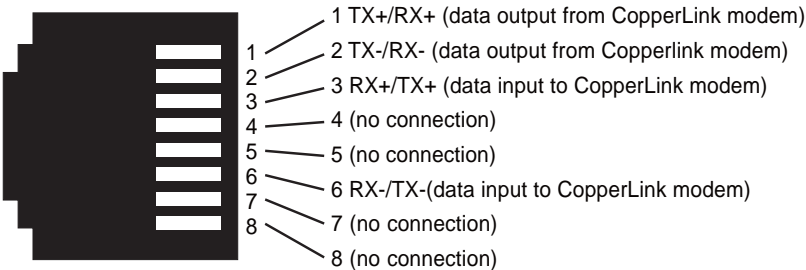 1 1 TX+/RX+ (data output from CopperLink modem)
2 2 TX-/RX- (data output from Copperlink modem)
3 3 RX+/TX+ (data input to CopperLink modem)
4 4 (no connection)
5 5 (no connection)
6 6 RX-/TX-(data input to CopperLink modem)
7 7 (no connection)
8 8 (no connection)